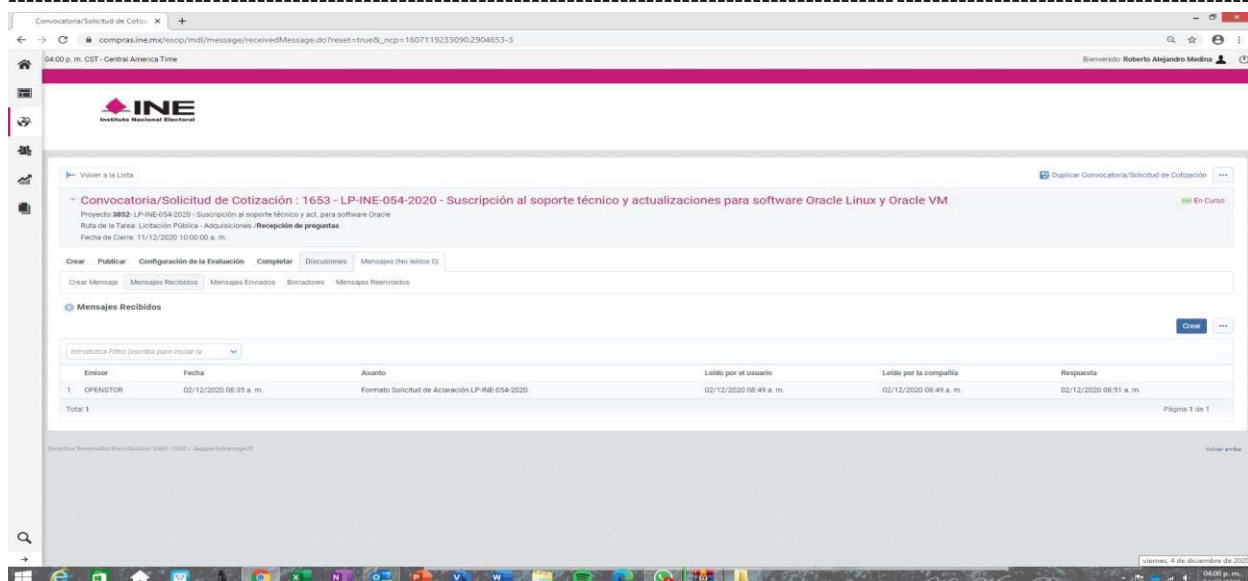 Convocatoria/Solicitud de Cotiz
compras.ine.mx/esop/mdl/message/receivedMessage.do?reset=true&_ncp=1607119233090.2904653-3
04:00 p. m. CST - Central America Time
Bienvenido Roberto Alejandro Medina
INE
Instituto Nacional Electoral
Volver a la Lista
Duplicar Convocatoria/Solicitud de Cotización
Convocatoria/Solicitud de Cotización : 1653 - LP-INE-054-2020 - Suscripción al soporte técnico y actualizaciones para software Oracle Linux y Oracle VM
En Curso
Proyecto:3852- LP-INE-054-2020 - Suscripción al soporte técnico y act. para software Oracle
Ruta de la Tarea: Licitación Pública - Adquisiciones /Recepción de preguntas
Fecha de Cierre: 11/12/2020 10:00:00 a. m.
Crear Publicar Configuración de la Evaluación Completar Discusiones Mensajes (No leídos 0)
Crear Mensaje Mensajes Recibidos Mensajes Enviados Borradores Mensajes Reenviados
Mensajes Recibidos
Crear
Introduzca Filtro (escriba para iniciar la
Emisor Fecha Asunto Leído por el usuario Leído por la compañía Respuesta
1 OPENSTOR 02/12/2020 08:35 a. m. Formato Solicitud de Aclaración LP-INE-054-2020. 02/12/2020 08:49 a. m. 02/12/2020 08:49 a. m. 02/12/2020 08:51 a. m.
Total 1
Página 1 de 1
Volver arriba
viernes, 4 de diciembre de 2020
04:00 p. m.